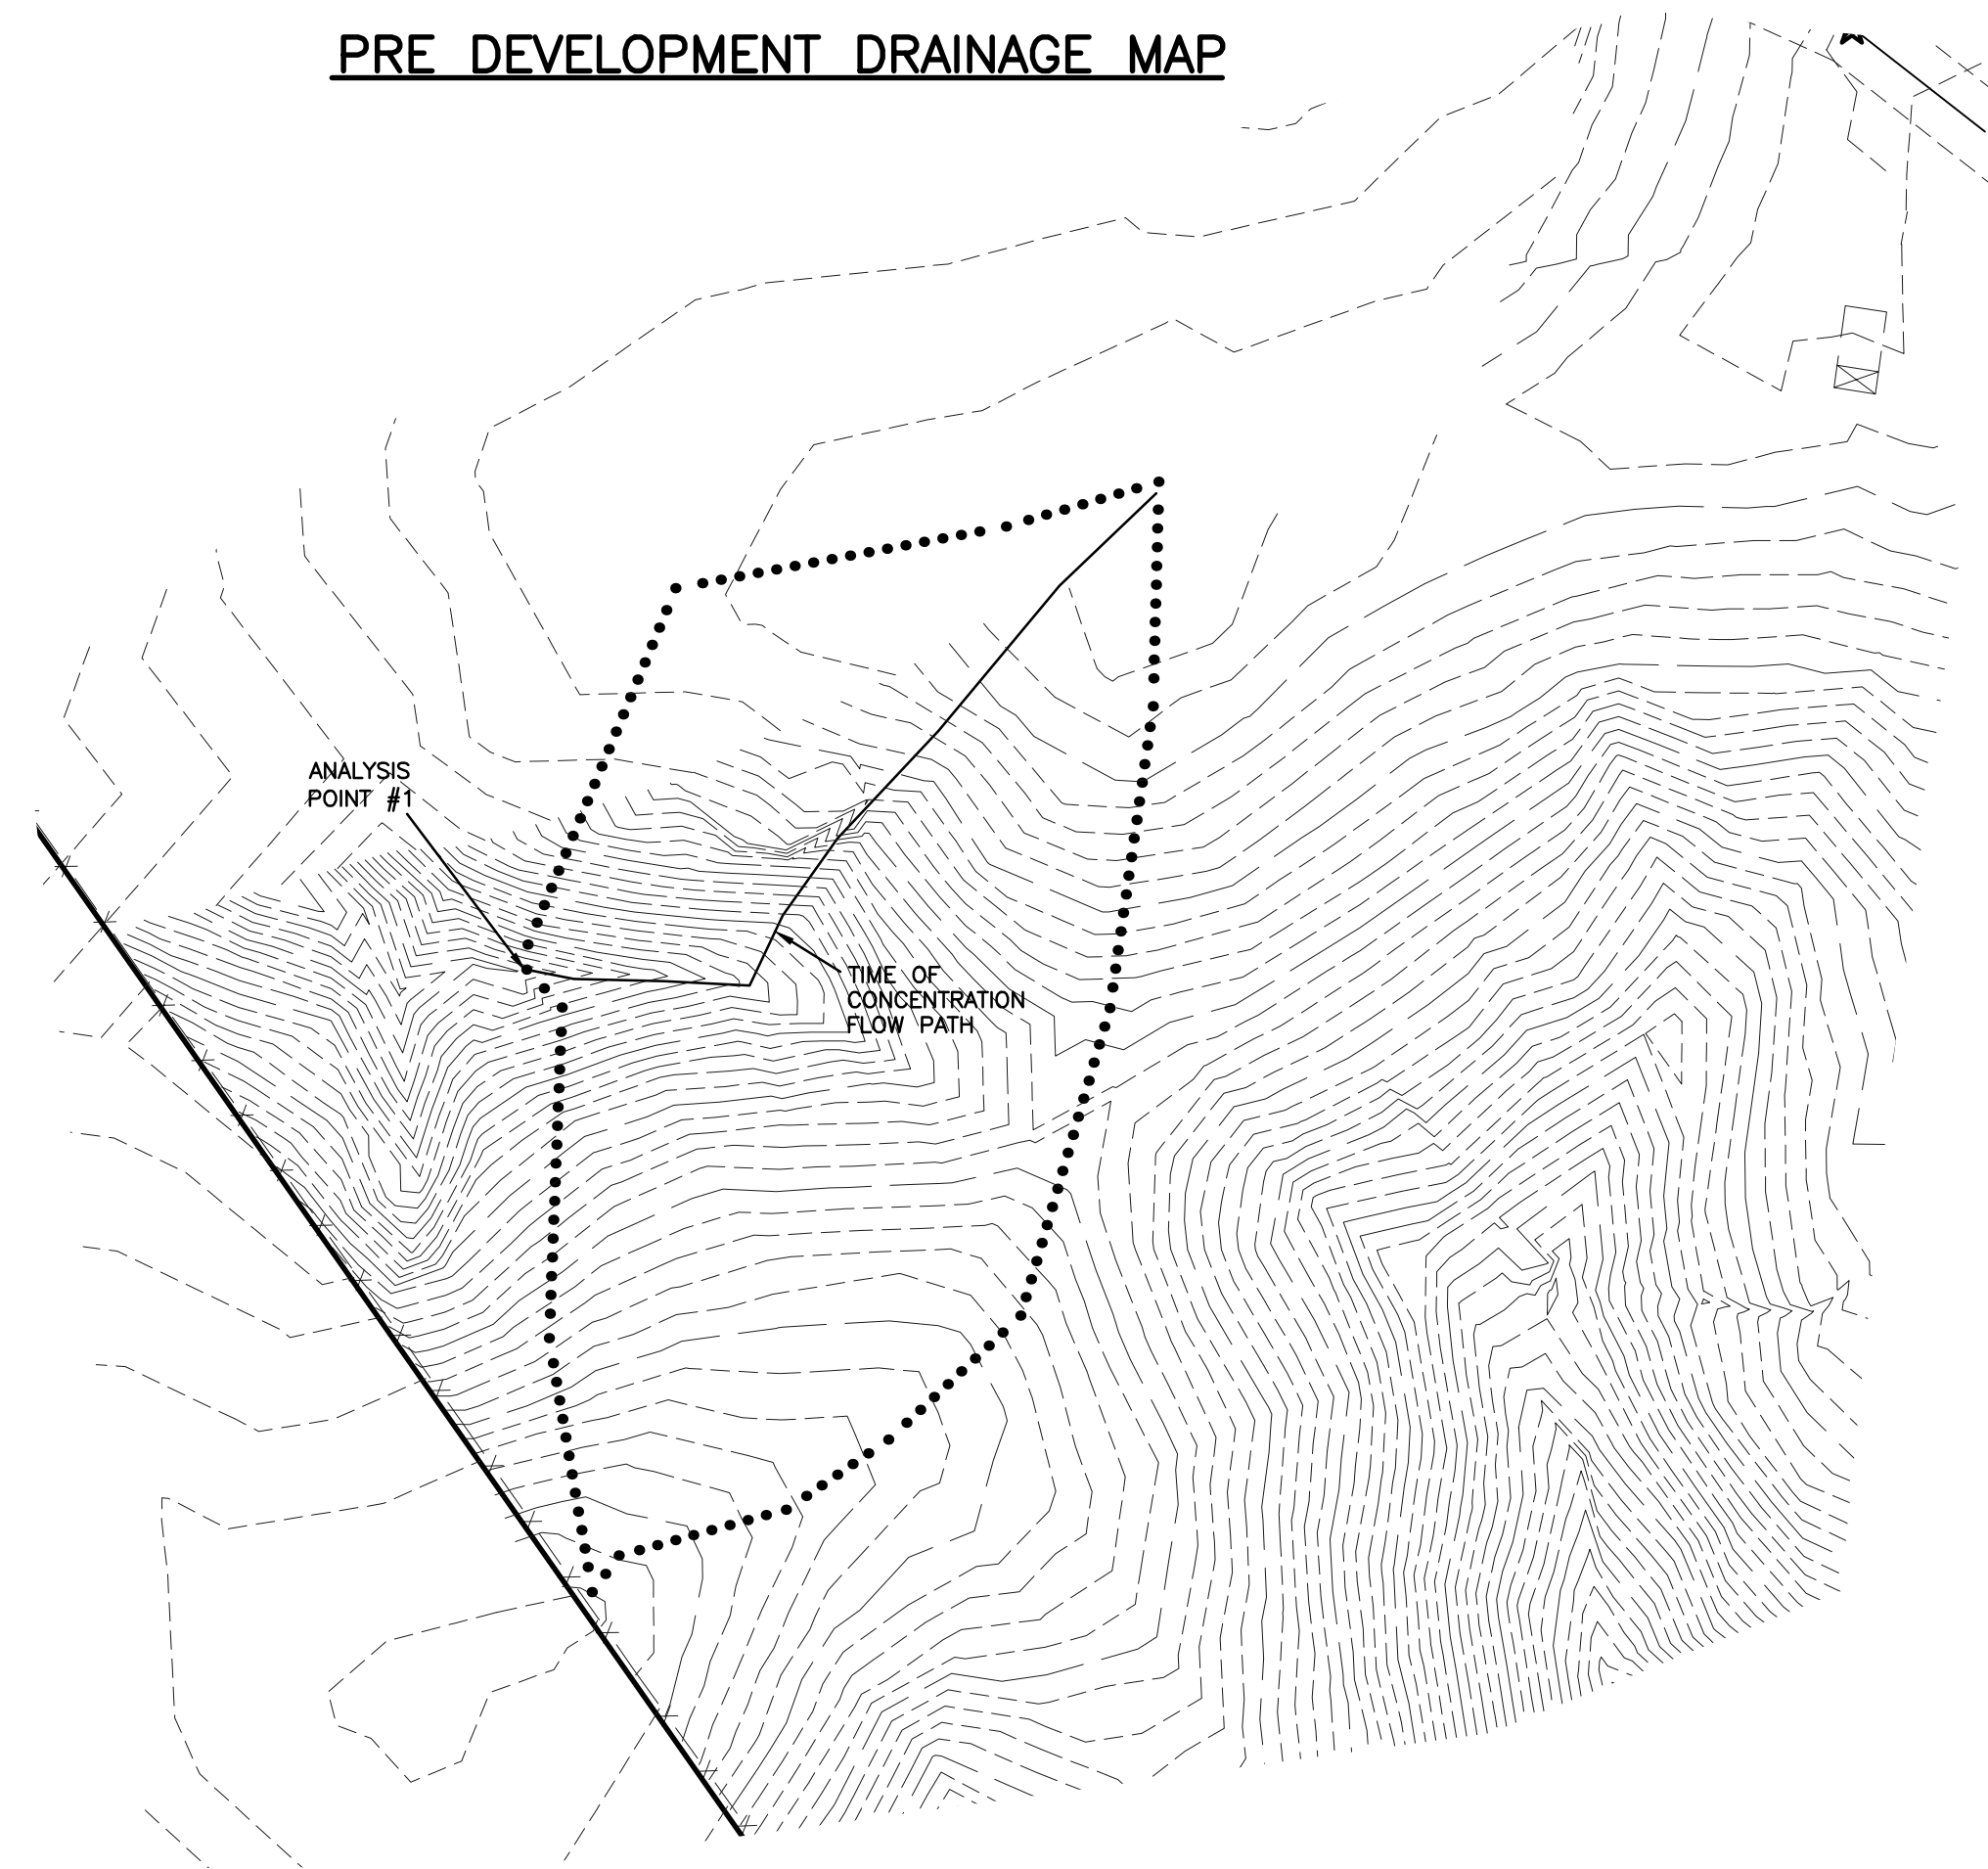 PRE DEVELOPMENT DRAINAGE MAP
ANALYSIS
POINT #1
TIME OF
CONCENTRATION
FLOW PATH